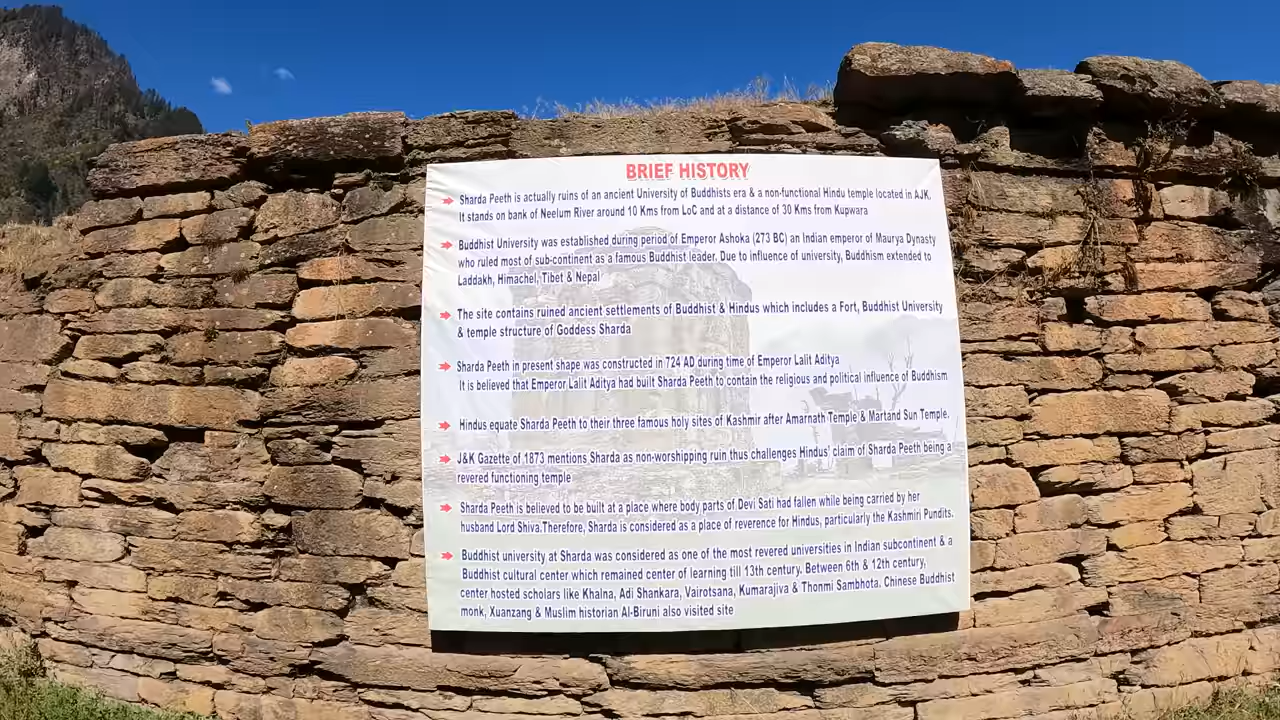 BRIEF HISTORY
Sharda Peeth is actually ruins of an ancient University of Buddhists era & a non-functional Hindu temple located in AJK.
It stands on bank of Neelum River around 10 Kms from LoC and at a distance of 30 Kms from Kupwara
Buddhist University was established during period of Emperor Ashoka (273 BC) an Indian emperor of Maurya Dynasty
who ruled most of sub-continent as a famous Buddhist leader. Due to influence of university, Buddhism extended to
Laddakh, Himachel, Tibet & Nepal
The site contains ruined ancient settlements of Buddhist & Hindus which includes a Fort, Buddhist University
& temple structure of Goddess Sharda
Sharda Peeth in present shape was constructed in 724 AD during time of Emperor Lalit Aditya
It is believed that Emperor Lalit Aditya had built Sharda Peeth to contain the religious and political influence of Buddhism
Hindus equate Sharda Peeth to their three famous holy sites of Kashmir after Amarnath Temple & Martand Sun Temple.
J&K Gazette of 1873 mentions Sharda as non-worshipping ruin thus challenges Hindus' claim of Sharda Peeth being a
revered functioning temple
Sharda Peeth is believed to be built at a place where body parts of Devi Sati had fallen while being carried by her
husband Lord Shiva.Therefore, Sharda is considered as a place of reverence for Hindus, particularly the Kashmiri Pundits.
Buddhist university at Sharda was considered as one of the most revered universities in Indian subcontinent & a
Buddhist cultural center which remained center of learning till 13th century. Between 6th & 12th century,
center hosted scholars like Khalna, Adi Shankara, Vairotsana, Kumarajiva & Thonmi Sambhota. Chinese Buddhist
monk, Xuanzang & Muslim historian Al-Biruni also visited site